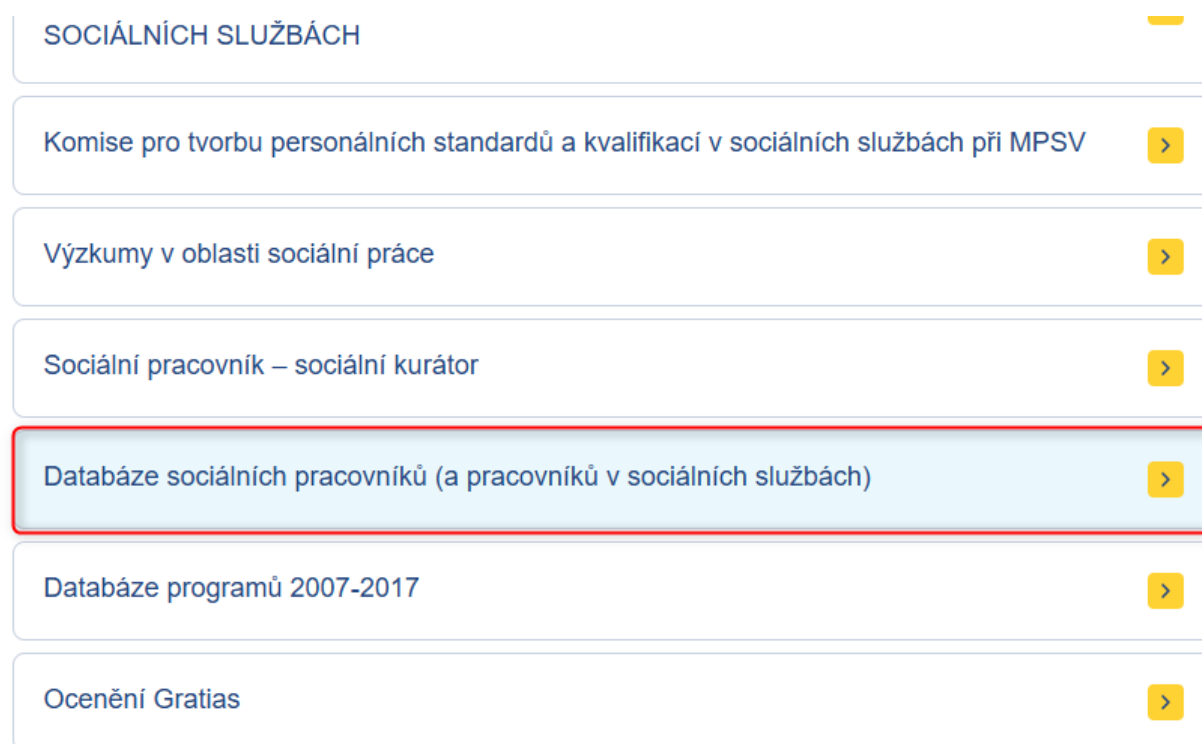 SOCIÁLNÍCH SLUŽBÁCH
Komise pro tvorbu personálních standardů a kvalifikací v sociálních službách při MPSV
Výzkumy v oblasti sociální práce
Sociální pracovník – sociální kurátor
Databáze sociálních pracovníků (a pracovníků v sociálních službách)
Databáze programů 2007-2017
Ocenění Gratias